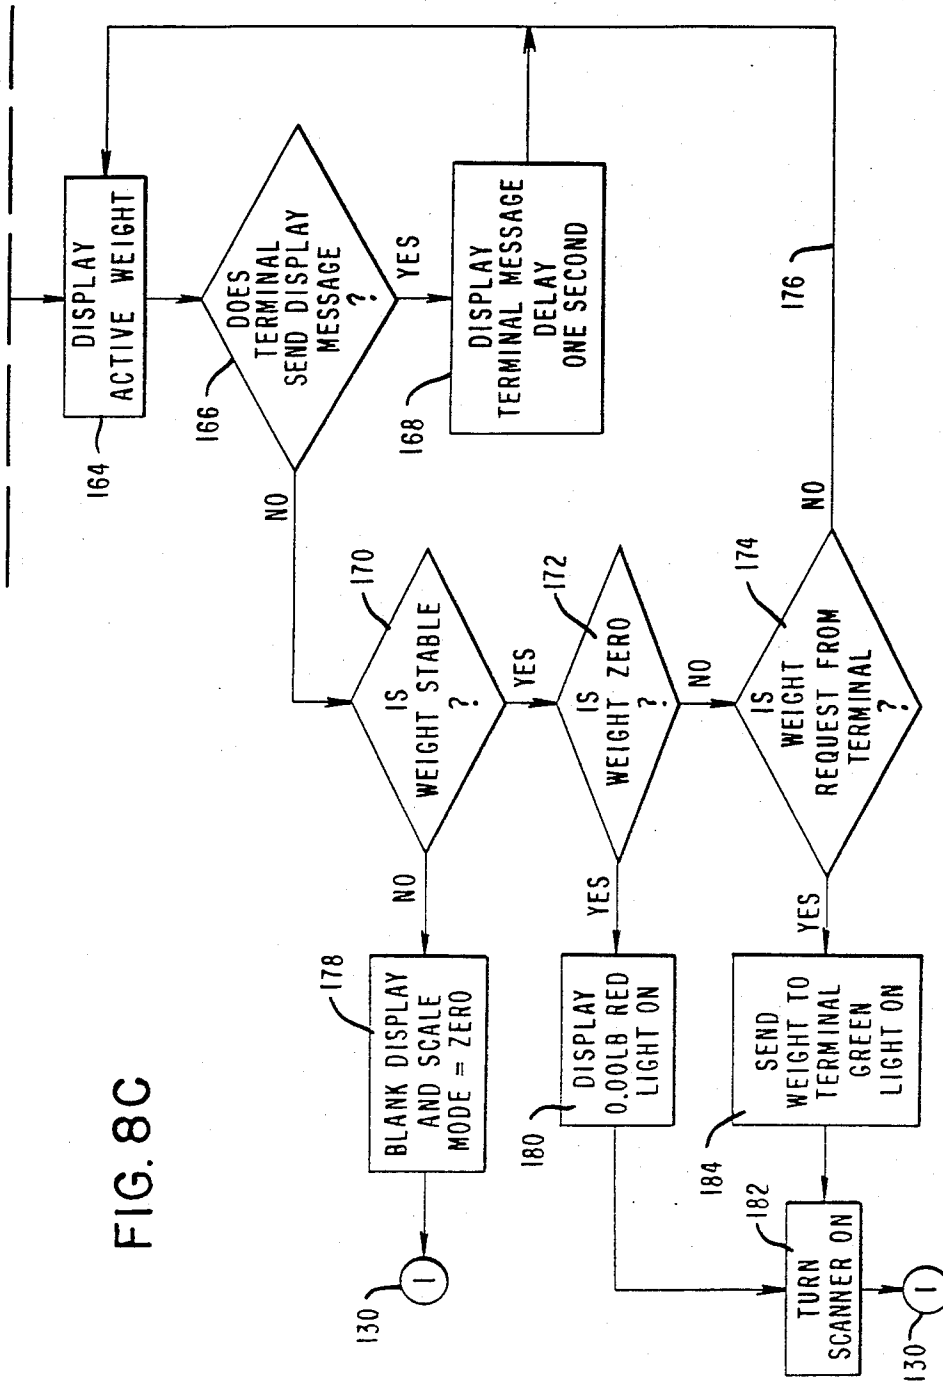 FIG. 8C
DISPLAY
ACTIVE WEIGHT
164
DOES
TERMINAL
SEND DISPLAY
MESSAGE
?
166
YES
NO
DISPLAY
TERMINAL MESSAGE
DELAY
ONE SECOND
168
IS
WEIGHT STABLE
?
170
YES
NO
BLANK DISPLAY
AND SCALE
MODE = ZERO
178
1
130
IS
WEIGHT ZERO
?
172
NO
YES
DISPLAY
0.00LB RED
LIGHT ON
180
IS
WEIGHT
REQUEST FROM
TERMINAL
?
174
NO
176
YES
SEND
WEIGHT TO
TERMINAL
GREEN
LIGHT ON
184
TURN
SCANNER ON
182
1
130